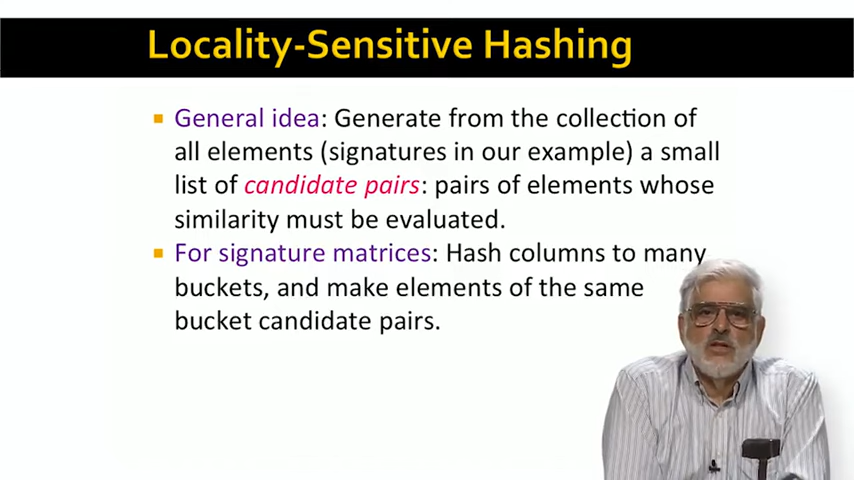 Locality-Sensitive Hashing
General idea: Generate from the collection of
all elements (signatures in our example) a small
list of candidate pairs: pairs of elements whose
similarity must be evaluated.
For signature matrices: Hash columns to many
buckets, and make elements of the same
bucket candidate pairs.